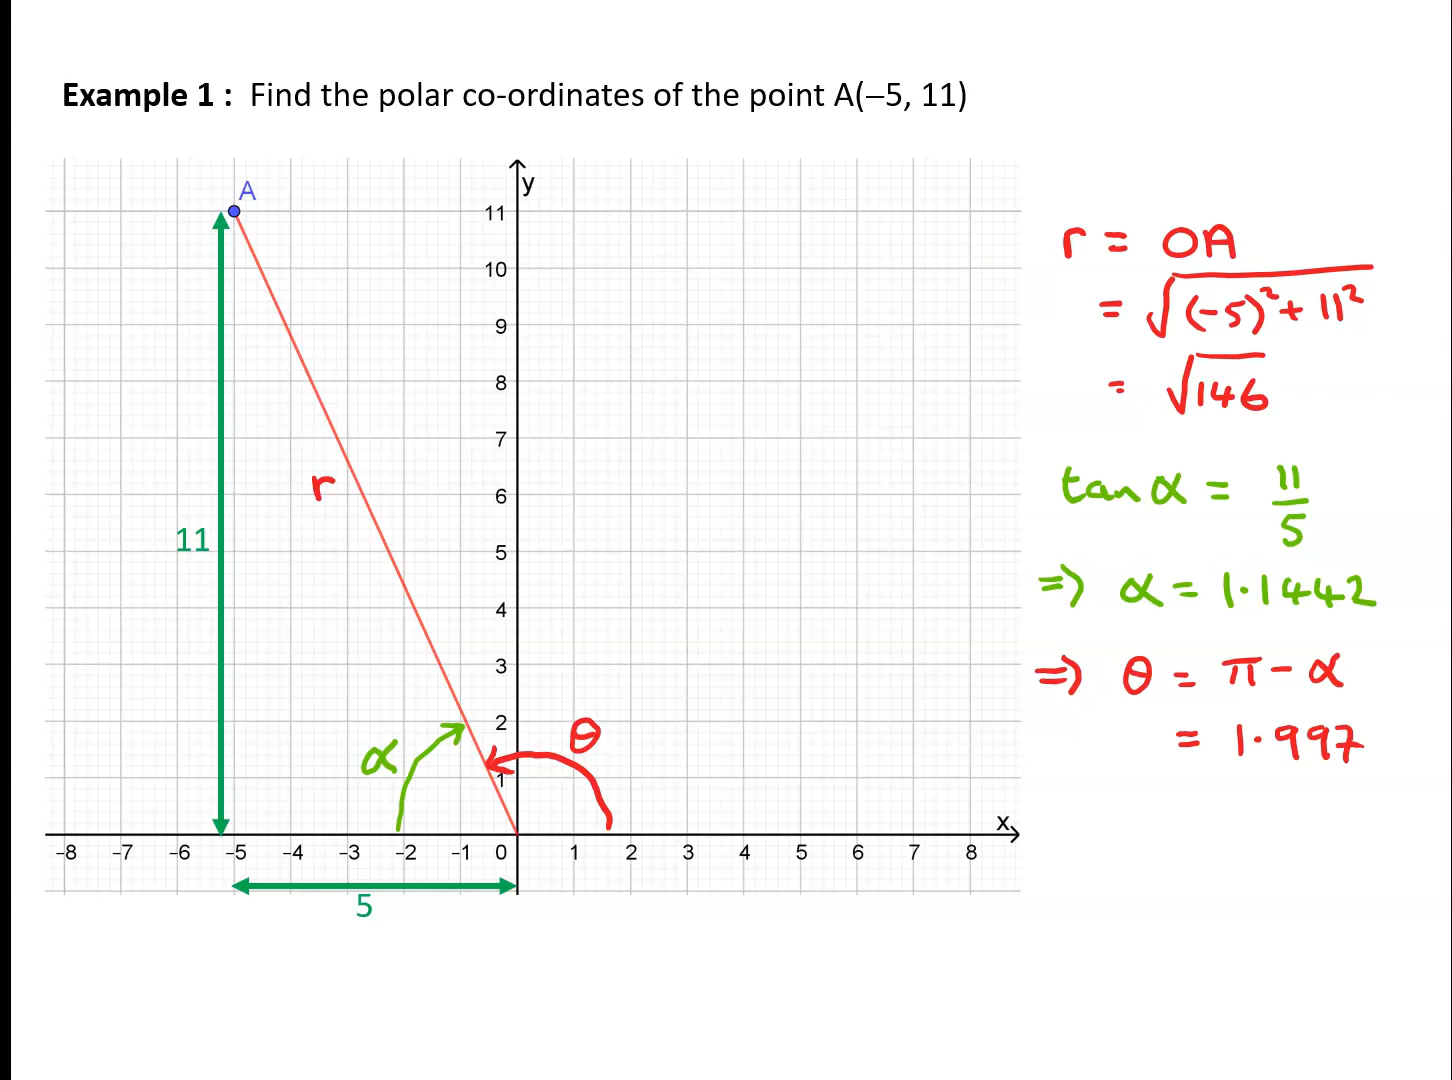 Example 1 : Find the polar co-ordinates of the point A(−5, 11)
A
y
11
10
9
8
7
6
5
4
3
2
1
r
11
α
θ
x
-8 -7 -6 -5 -4 -3 -2 -1 0 1 2 3 4 5 6 7 8
5
r = OA
= √(-5)² + 11²
= √146
tan α = 11/5
=> α = 1·1442
=> θ = π - α
= 1·997